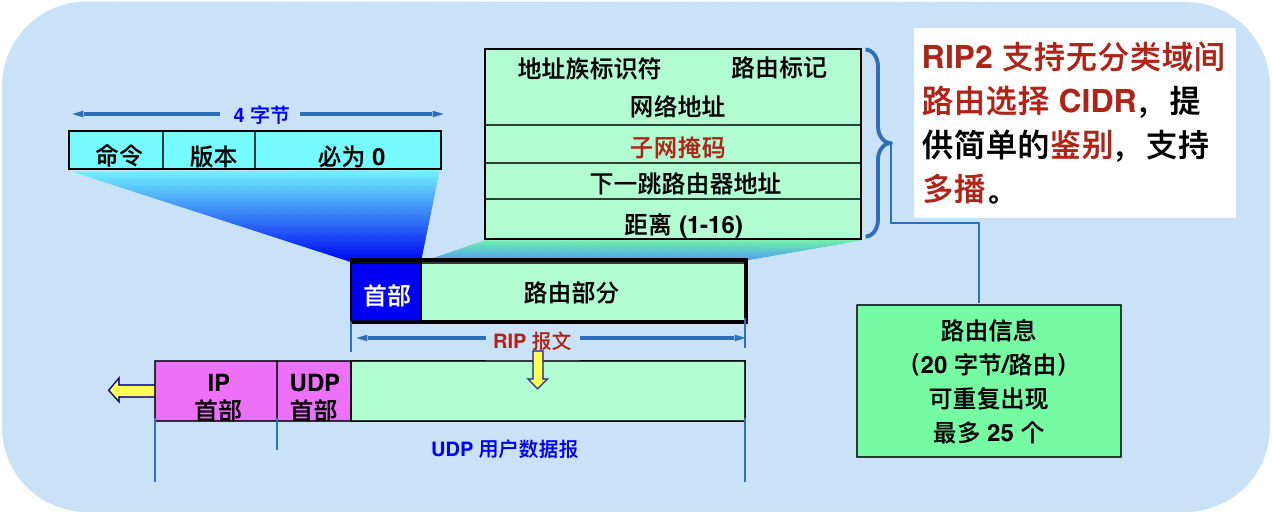 RIP2 支持无分类域间
路由选择 CIDR，提
供简单的鉴别，支持
多播。
地址族标识符 路由标记
网络地址
子网掩码
下一跳路由器地址
距离 (1-16)
4 字节
命令 版本 必为 0
首部 路由部分
RIP 报文
IP
首部
UDP
首部
UDP 用户数据报
路由信息
（20 字节/路由）
可重复出现
最多 25 个